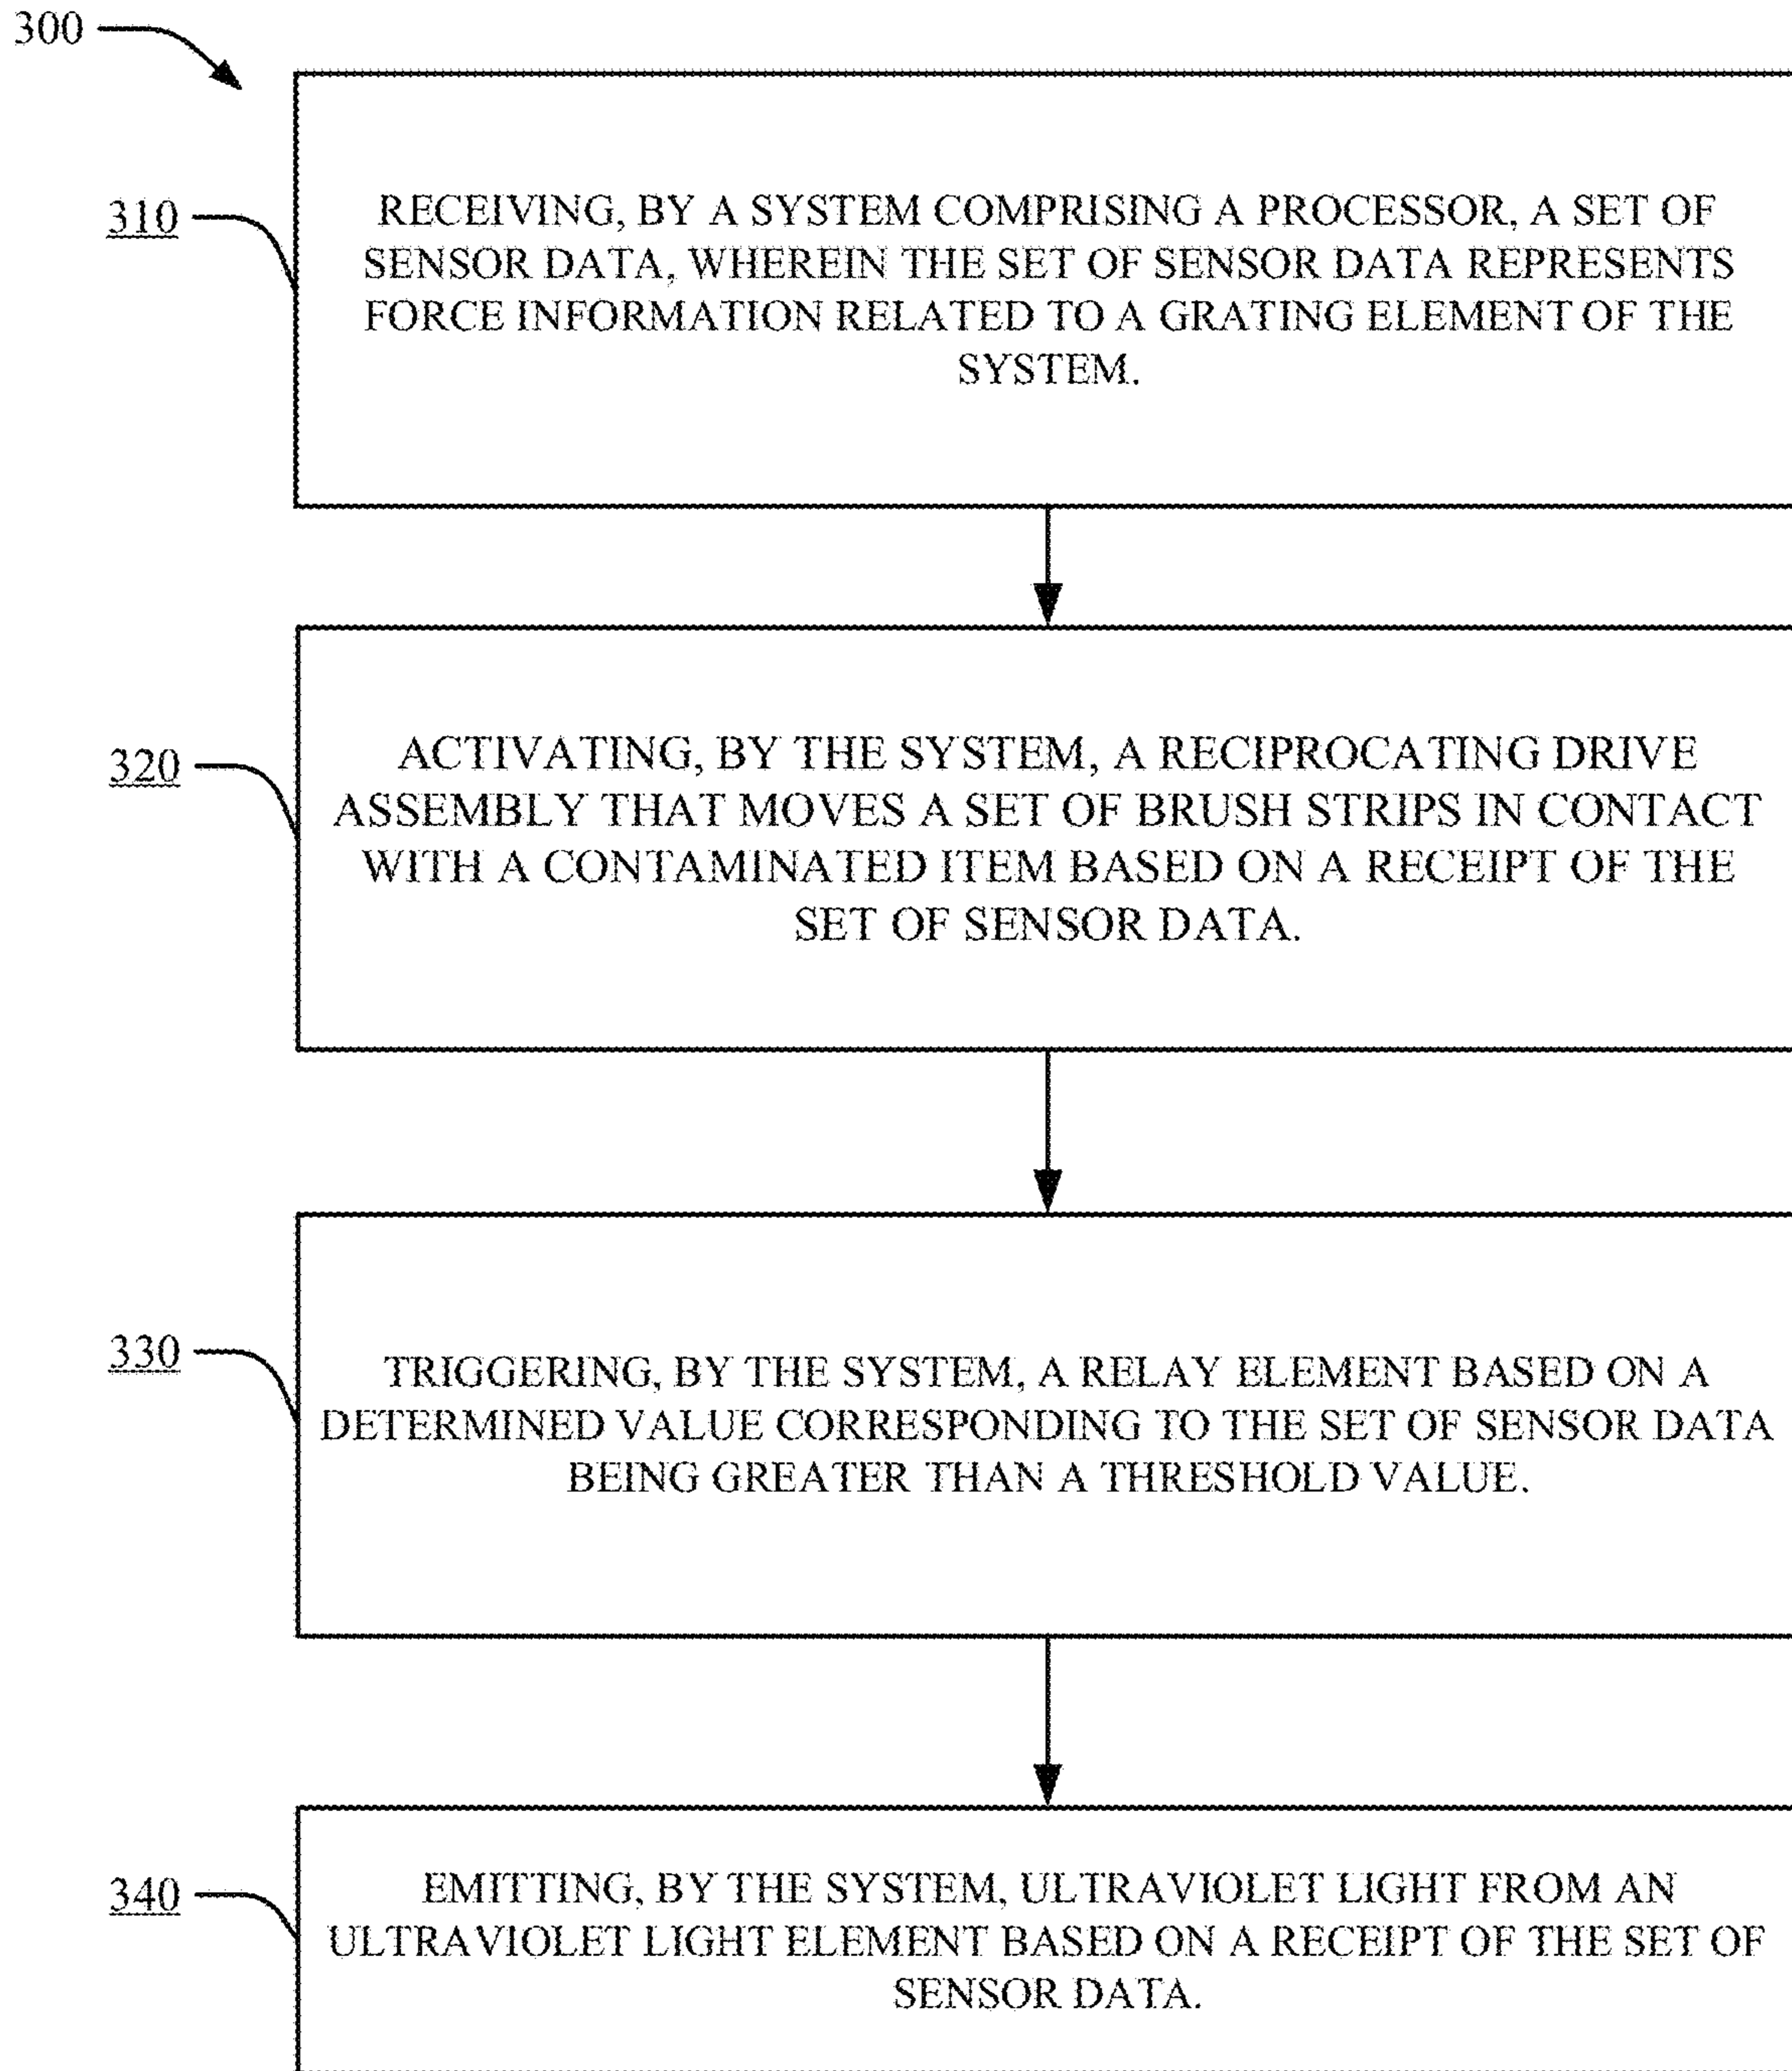 300
310
RECEIVING, BY A SYSTEM COMPRISING A PROCESSOR, A SET OF
SENSOR DATA, WHEREIN THE SET OF SENSOR DATA REPRESENTS
FORCE INFORMATION RELATED TO A GRATING ELEMENT OF THE
SYSTEM.
320
ACTIVATING, BY THE SYSTEM, A RECIPROCATING DRIVE
ASSEMBLY THAT MOVES A SET OF BRUSH STRIPS IN CONTACT
WITH A CONTAMINATED ITEM BASED ON A RECEIPT OF THE
SET OF SENSOR DATA.
330
TRIGGERING, BY THE SYSTEM, A RELAY ELEMENT BASED ON A
DETERMINED VALUE CORRESPONDING TO THE SET OF SENSOR DATA
BEING GREATER THAN A THRESHOLD VALUE.
340
EMITTING, BY THE SYSTEM, ULTRAVIOLET LIGHT FROM AN
ULTRAVIOLET LIGHT ELEMENT BASED ON A RECEIPT OF THE SET OF
SENSOR DATA.